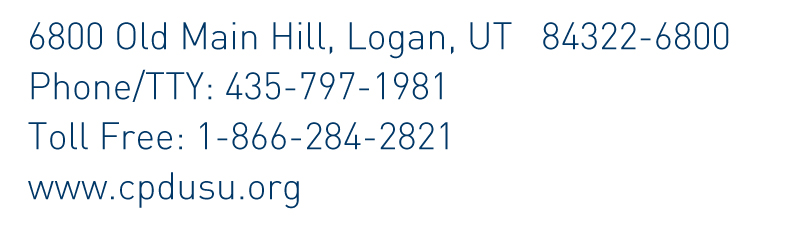 6800 Old Main Hill, Logan, UT   84322-6800
Phone/TTY: 435-797-1981
Toll Free: 1-866-284-2821
www.cpdusu.org